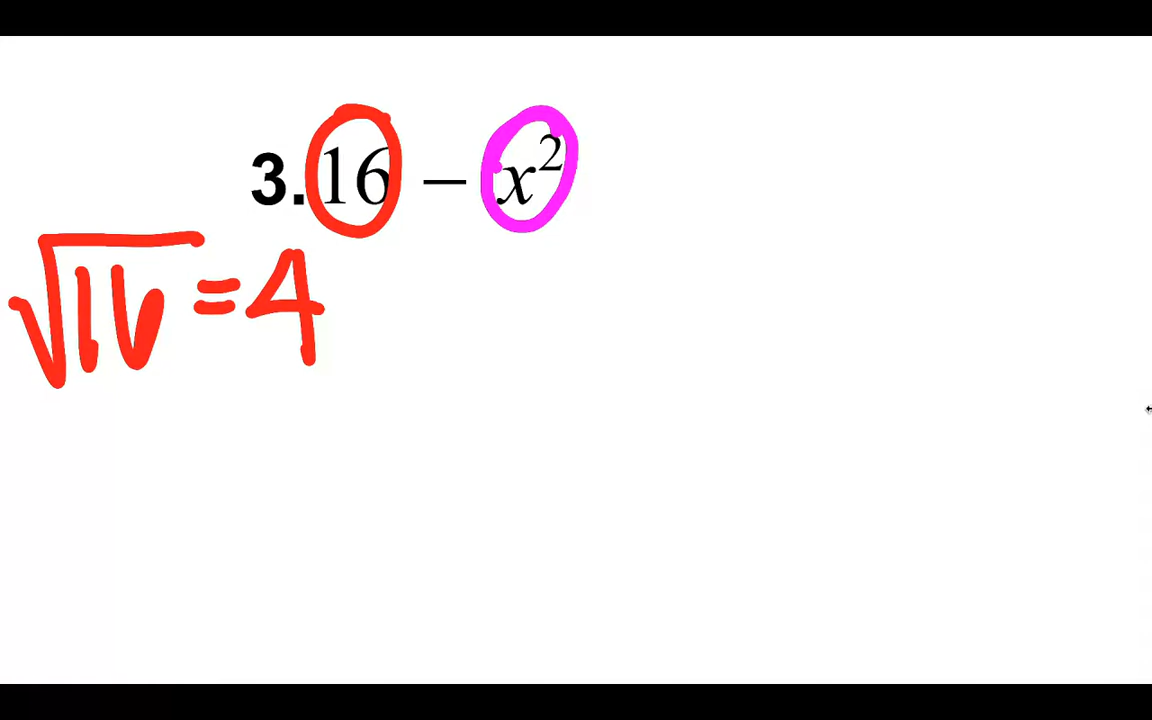 3. 16 – x²
√16 = 4